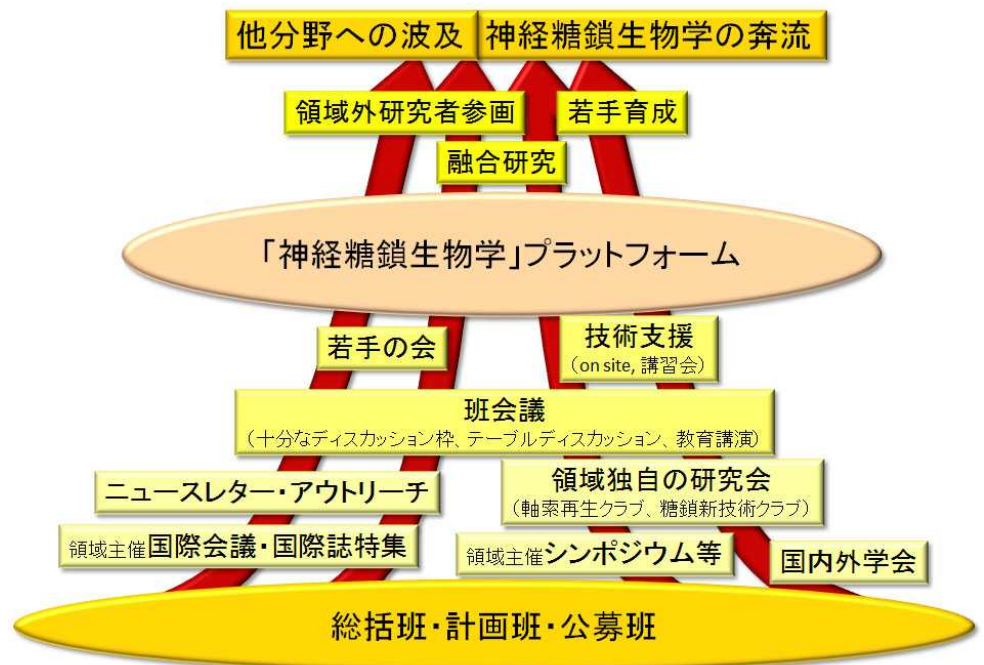 他分野への波及 神経糖鎖生物学の奔流
領域外研究者参画 若手育成
融合研究
「神経糖鎖生物学」プラットフォーム
若手の会
技術支援
(on site, 講習会)
班会議
(十分なディスカッション枠、テーブルディスカッション、教育講演)
ニュースレター・アウトリーチ
領域独自の研究会
(軸索再生クラブ、糖鎖新技術クラブ)
領域主催国際会議・国際誌特集
領域主催シンポジウム等
国内外学会
総括班・計画班・公募班